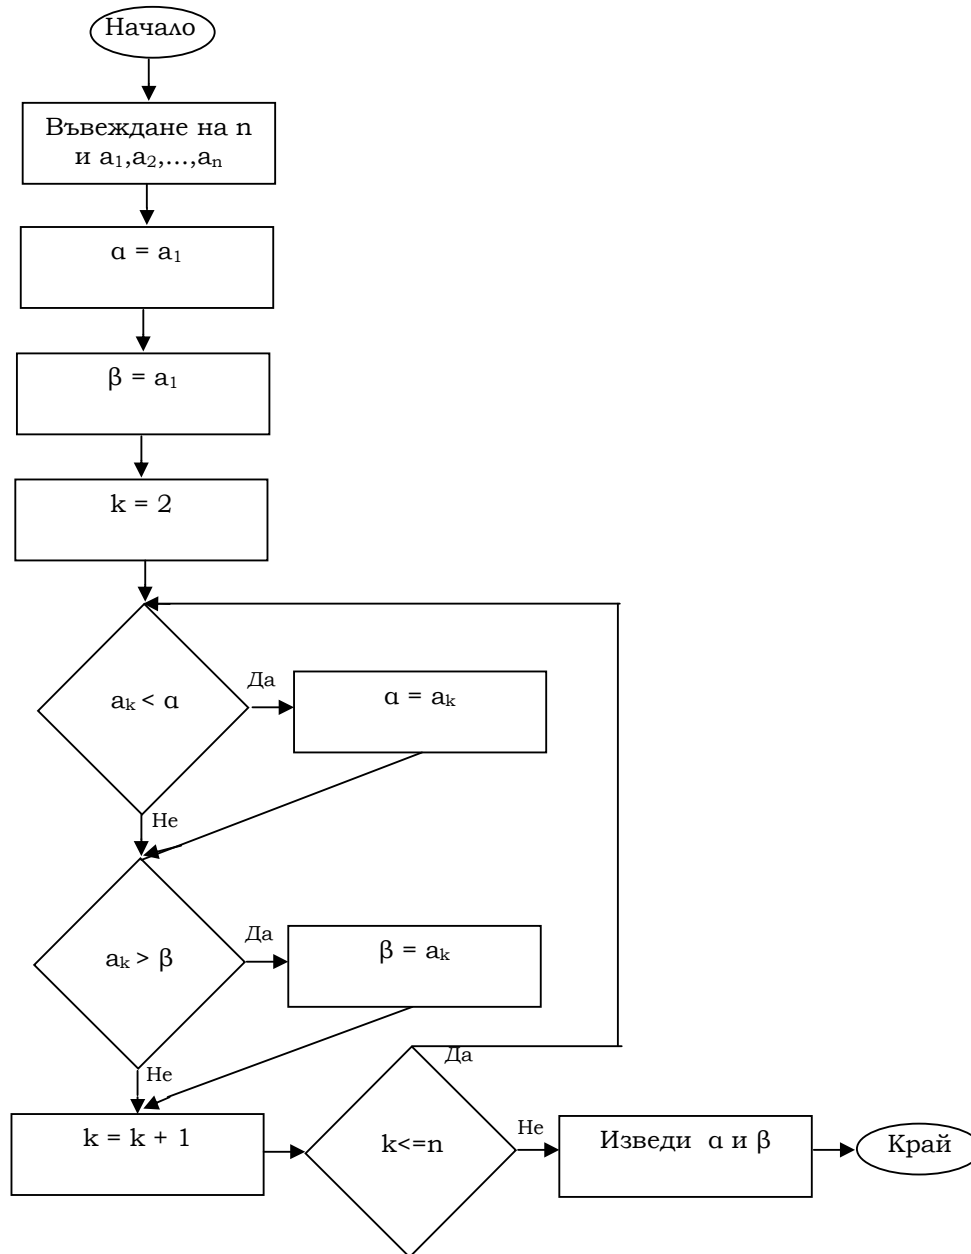 Начало
Въвеждане на n
и a₁,a₂,...,aₙ
α = a₁
β = a₁
k = 2
aₖ < α
Да
α = aₖ
Не
aₖ > β
Да
β = aₖ
Не
k = k + 1
k<=n
Да
Не
Изведи α и β
Край